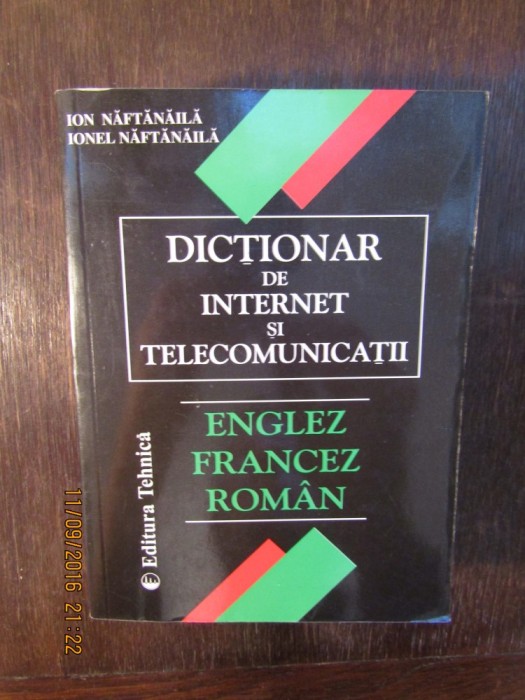 ION NĂFTĂNĂILĂ
IONEL NĂFTĂNĂILĂ
DICȚIONAR
DE
INTERNET
ȘI
TELECOMUNICAȚII
ENGLEZ
FRANCEZ
ROMÂN
Editura Tehnică
11/09/2016 21:22